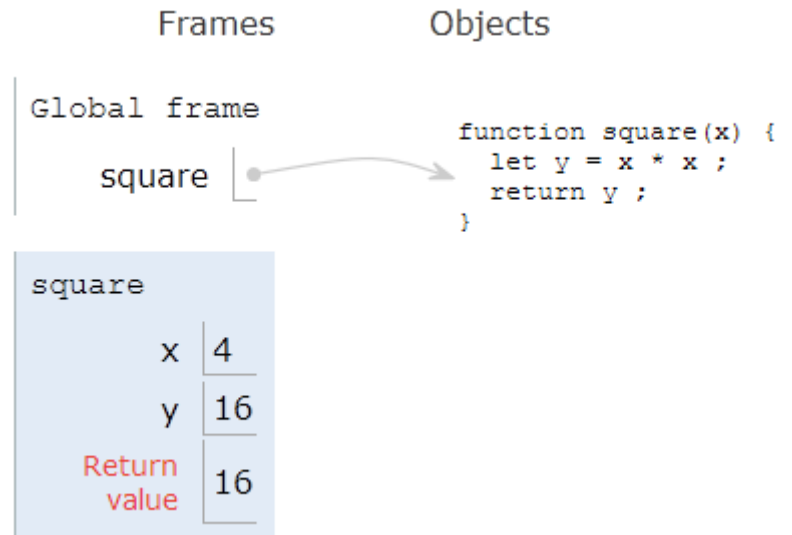 Frames Objects
Global frame
square
function square(x) {
  let y = x * x ;
  return y ;
}
square
x 4
y 16
Return
value 16